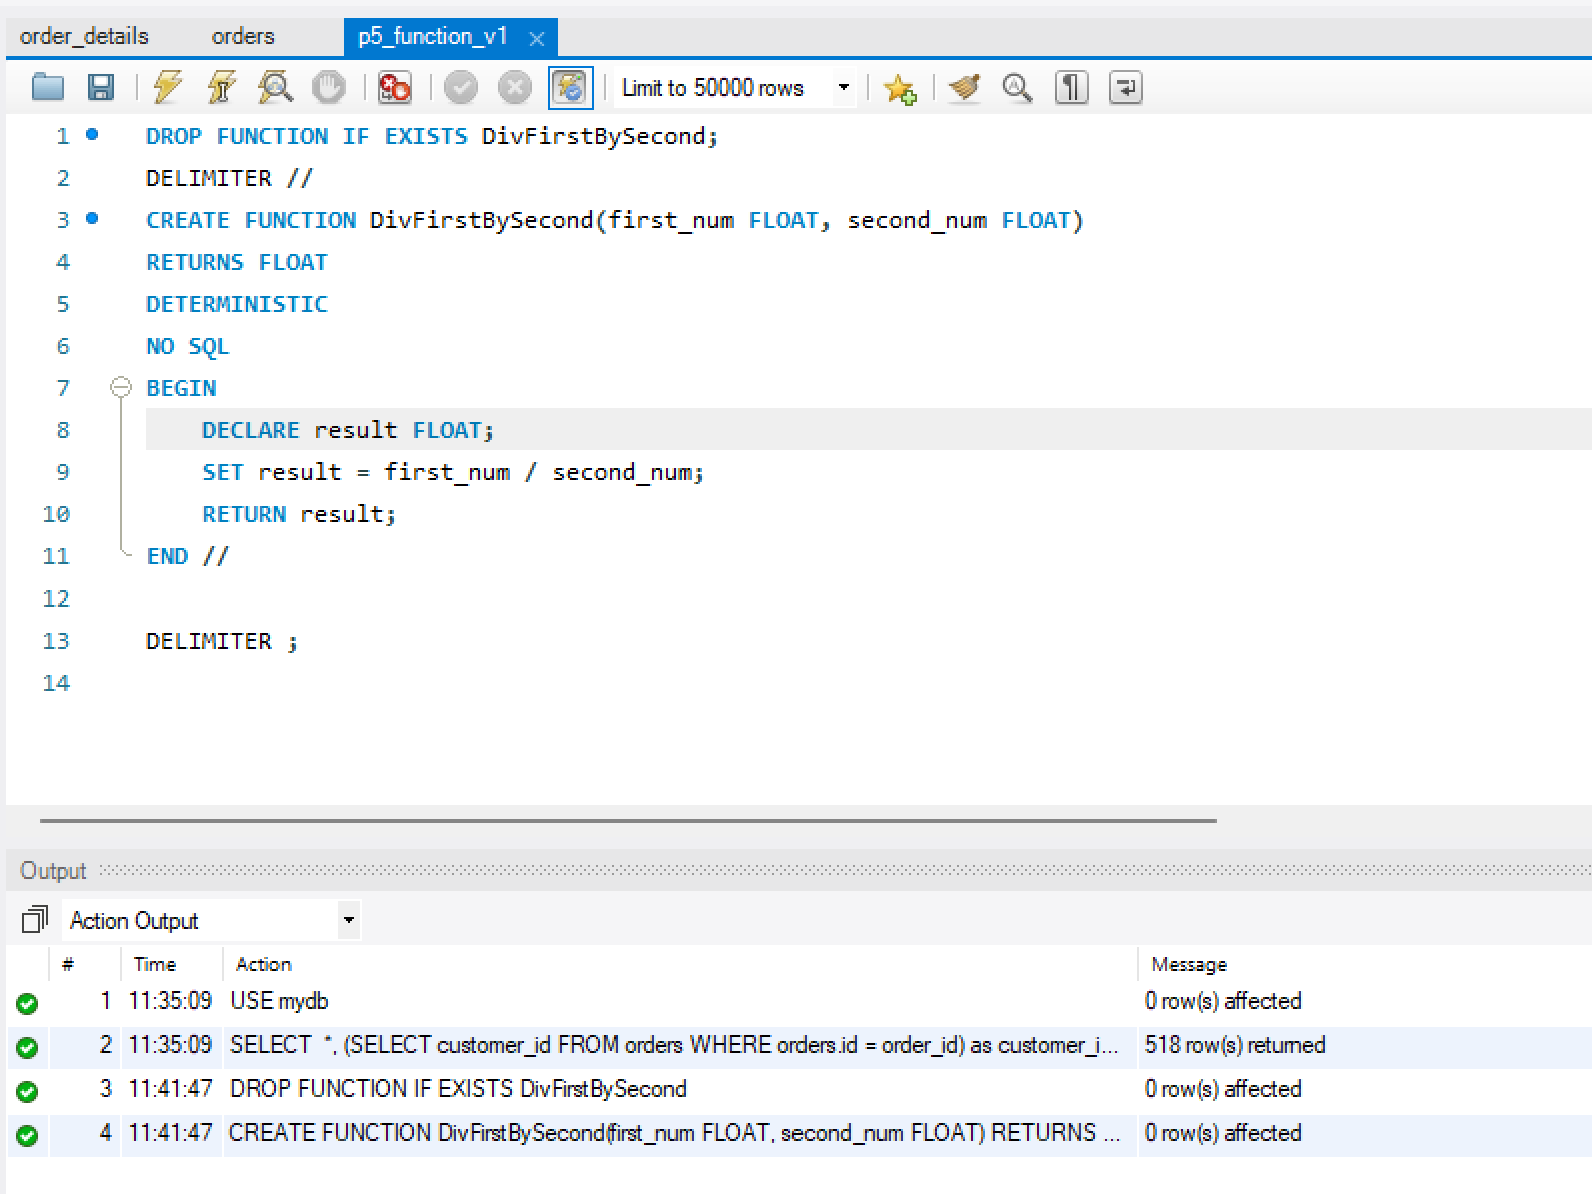 order_details orders p5_function_v1
Limit to 50000 rows
1 DROP FUNCTION IF EXISTS DivFirstBySecond;
2 DELIMITER //
3 CREATE FUNCTION DivFirstBySecond(first_num FLOAT, second_num FLOAT)
4 RETURNS FLOAT
5 DETERMINISTIC
6 NO SQL
7 BEGIN
8 DECLARE result FLOAT;
9 SET result = first_num / second_num;
10 RETURN result;
11 END //
12
13 DELIMITER ;
14
Output
Action Output
# Time Action Message
1 11:35:09 USE mydb 0 row(s) affected
2 11:35:09 SELECT *, (SELECT customer_id FROM orders WHERE orders.id = order_id) as customer_i... 518 row(s) returned
3 11:41:47 DROP FUNCTION IF EXISTS DivFirstBySecond 0 row(s) affected
4 11:41:47 CREATE FUNCTION DivFirstBySecond(first_num FLOAT, second_num FLOAT) RETURNS ... 0 row(s) affected